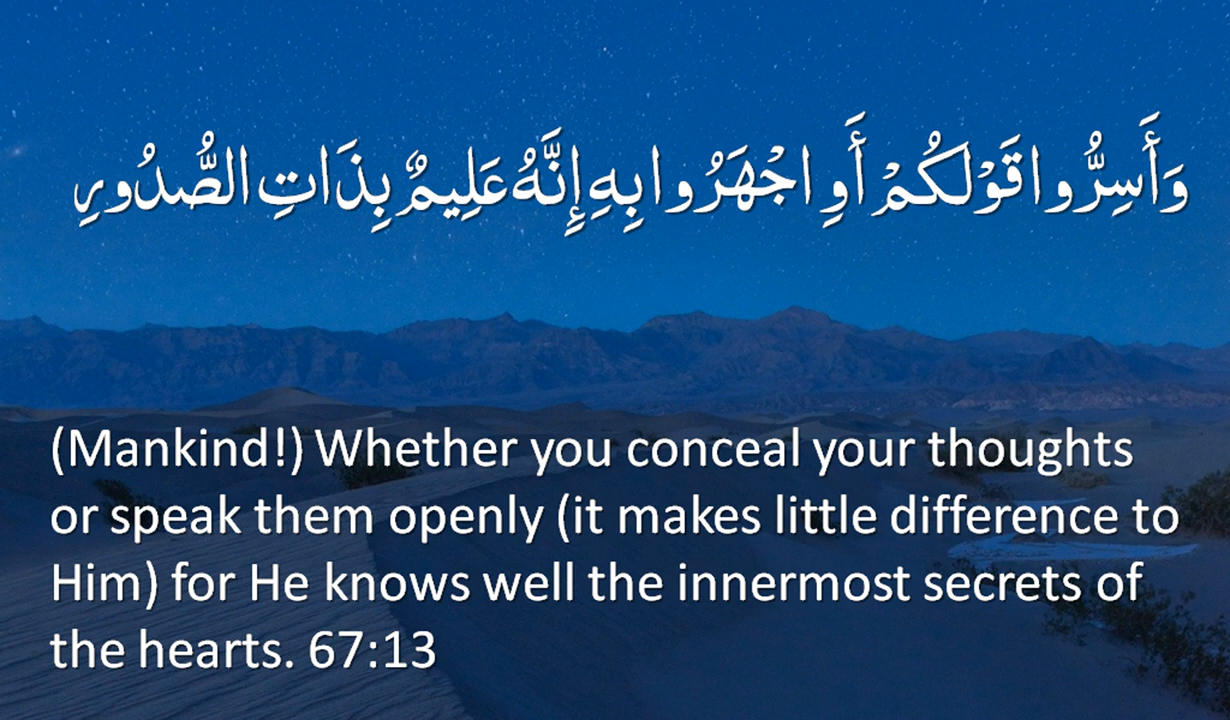 وَأَسِرُّوا قَوْلَكُمْ أَوِ اجْهَرُوا بِهِ إِنَّهُ عَلِيمٌ بِذَاتِ الصُّدُورِ
(Mankind!) Whether you conceal your thoughts
or speak them openly (it makes little difference to
Him) for He knows well the innermost secrets of
the hearts. 67:13